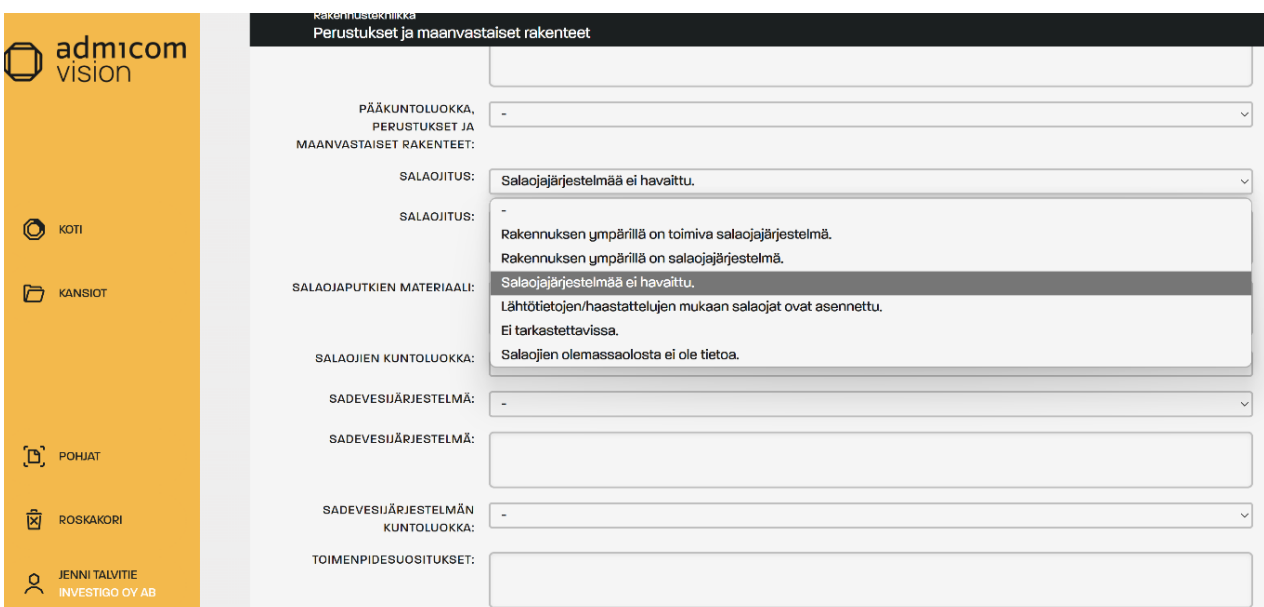 admicom
vision
KOTI
KANSIOT
POHJAT
ROSKAKORI
JENNI TALVITIE
INVESTIGO OY AB
Rakennustekniikka
Perustukset ja maanvastaiset rakenteet
PÄÄKUNTOLUOKKA,
PERUSTUKSET JA
MAANVASTAISET RAKENTEET:
-
SALAOJITUS:
Salaojajärjestelmää ei havaittu.
SALAOJITUS:
-
Rakennuksen ympärillä on toimiva salaojajärjestelmä.
Rakennuksen ympärillä on salaojajärjestelmä.
Salaojajärjestelmää ei havaittu.
Lähtötietojen/haastattelujen mukaan salaojat ovat asennettu.
Ei tarkastettavissa.
Salaojien olemassaolosta ei ole tietoa.
SALAOJAPUTKIEN MATERIAALI:
SALAOJIEN KUNTOLUOKKA:
SADEVESIJÄRJESTELMÄ:
-
SADEVESIJÄRJESTELMÄ:
SADEVESIJÄRJESTELMÄN
KUNTOLUOKKA:
-
TOIMENPIDESUOSITUKSET: